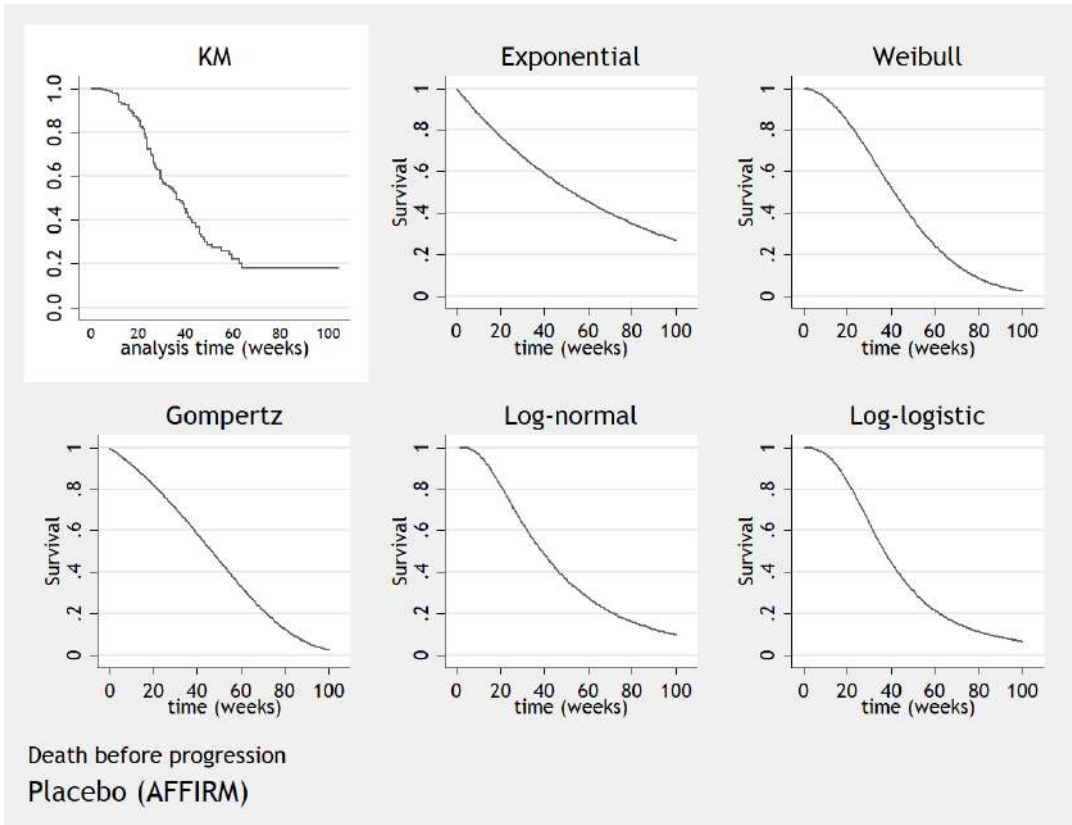 KM
1.0
0.8
0.6
0.4
0.2
0.0
0 20 40 60 80 100
analysis time (weeks)
Exponential
Survival
1
.8
.6
.4
.2
0
0 20 40 60 80 100
time (weeks)
Weibull
Survival
1
.8
.6
.4
.2
0
0 20 40 60 80 100
time (weeks)
Gompertz
Survival
1
.8
.6
.4
.2
0
0 20 40 60 80 100
time (weeks)
Log-normal
Survival
1
.8
.6
.4
.2
0
0 20 40 60 80 100
time (weeks)
Log-logistic
Survival
1
.8
.6
.4
.2
0
0 20 40 60 80 100
time (weeks)
Death before progression
Placebo (AFFIRM)